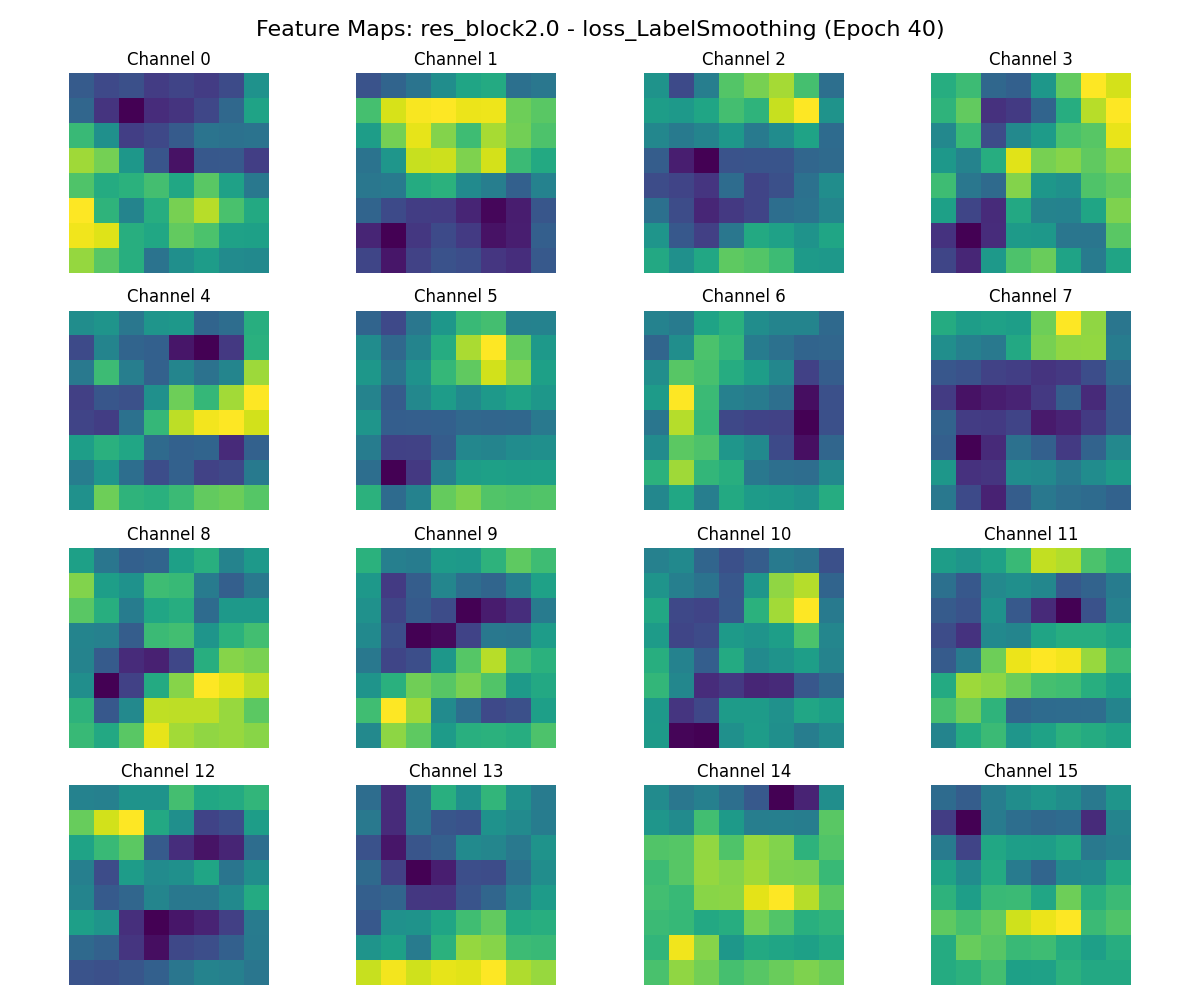 Feature Maps: res_block2.0 - loss_LabelSmoothing (Epoch 40)
Channel 0
Channel 1
Channel 2
Channel 3
Channel 4
Channel 5
Channel 6
Channel 7
Channel 8
Channel 9
Channel 10
Channel 11
Channel 12
Channel 13
Channel 14
Channel 15